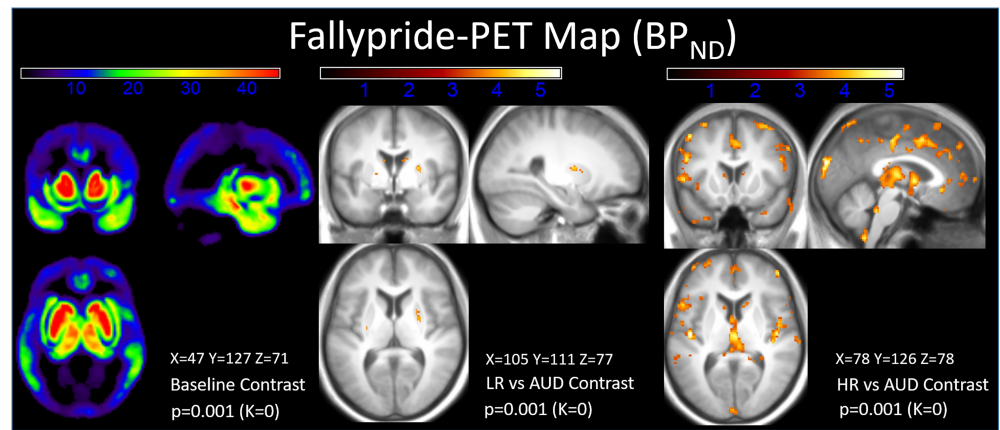 Fallypride-PET Map (BPND)
10 20 30 40
1 2 3 4 5
1 2 3 4 5
X=47 Y=127 Z=71
Baseline Contrast
p=0.001 (K=0)
X=105 Y=111 Z=77
LR vs AUD Contrast
p=0.001 (K=0)
X=78 Y=126 Z=78
HR vs AUD Contrast
p=0.001 (K=0)